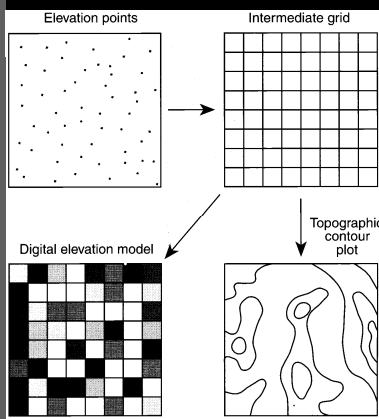 Elevation points
Intermediate grid
Topographic
contour
plot
Digital elevation model